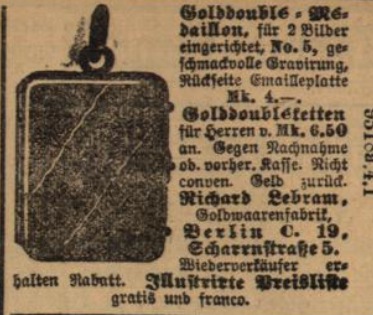 Golddoublé-Me-
daillon, für 2 Bilder
eingerichtet, No. 5, ge-
schmackvolle Gravirung,
Rückseite Emailleplatte
Mk. 4.—.
Golddoubléketten
für Herren v. Mk. 6.50
an. Gegen Nachnahme
od. vorher. Kasse. Nicht
conven. Geld zurück.
Richard Lebram,
Goldwaarenfabrik,
Berlin C. 19,
Scharrnstraße 5.
Wiederverkäufer er-
halten Rabatt. Illustrirte Preisliste
gratis und franco.